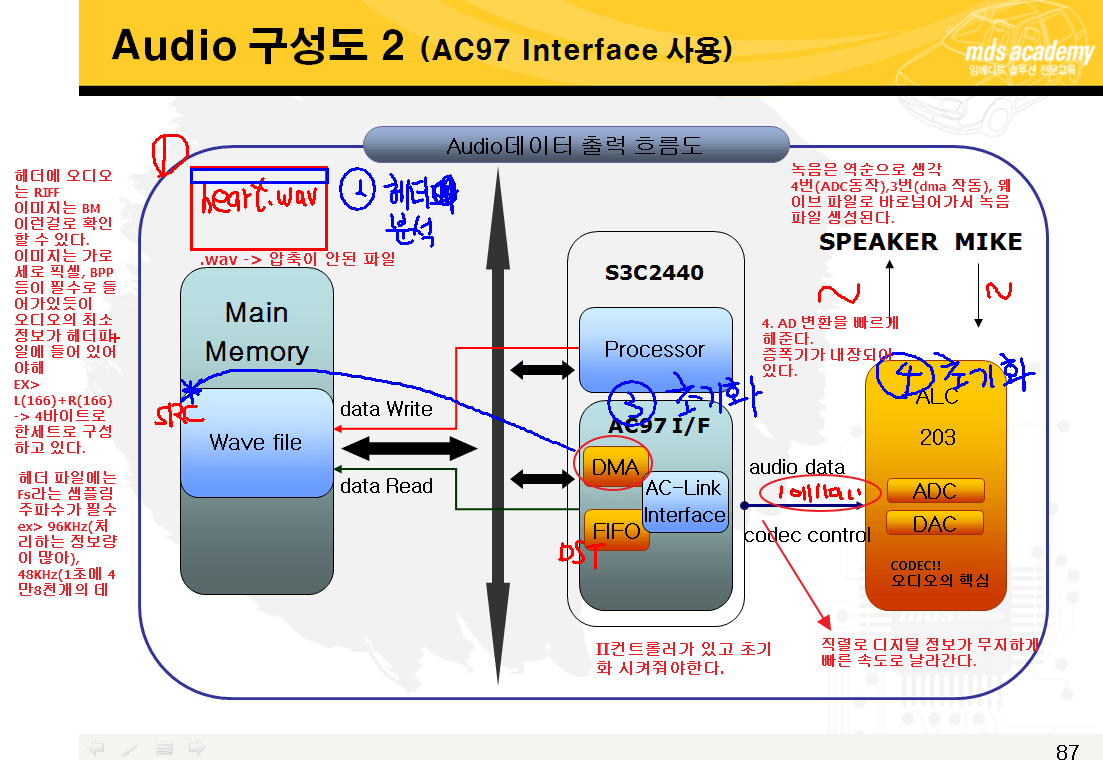 Audio 구성도 2 (AC97 Interface 사용)
mds academy
임베디드 솔루션 전문교육
Audio데이터 출력 흐름도
헤더에 오디오
는 RIFF
이미지는 BM
이런걸로 확인
할 수 있다.
이미지는 가로
세로 픽셀, BPP
등이 필수로 들
어가있듯이
오디오의 최소
정보가 헤더파
일에 들어 있어
야해
EX>
L(166)+R(166)
-> 4바이트로
한세트로 구성
하고 있다.
헤더 파일에는
Fs라는 샘플링
주파수가 필수
ex> 96KHz(처
리하는 정보량
이 많아),
48KHz(1초에 4
만8천개의 데
①
heart.wav
① 헤더
분석
.wav -> 압축이 안된 파일
Main
Memory
SRC
Wave file
data Write
data Read
S3C2440
Processor
③ 초기화
AC97 I/F
DMA
AC-Link
Interface
FIFO
DST
II컨트롤러가 있고 초기
화 시켜줘야한다.
녹음은 역순으로 생각
4번(ADC동작),3번(dma 작동), 웨
이브 파일로 바로넘어가서 녹음
파일 생성된다.
SPEAKER MIKE
4. AD 변환을 빠르게
해준다.
증폭기가 내장되어
있다.
④ 초기화
ALC
203
audio data
codec control
ADC
DAC
CODEC!!
오디오의 핵심
직렬로 디지털 정보가 무지하게
빠른 속도로 날라간다.
87